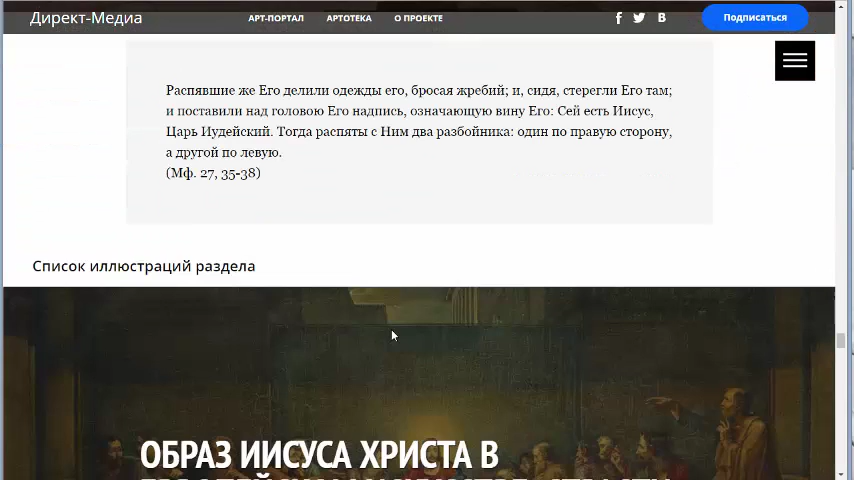 Директ-Медиа
АРТ-ПОРТАЛ АРТОТЕКА О ПРОЕКТЕ
f В
Подписаться
Распявшие же Его делили одежды его, бросая жребий; и, сидя, стерегли Его там;
и поставили над головою Его надпись, означающую вину Его: Сей есть Иисус,
Царь Иудейский. Тогда распяты с Ним два разбойника: один по правую сторону,
а другой по левую.
(Мф. 27, 35-38)
Список иллюстраций раздела
ОБРАЗ ИИСУСА ХРИСТА В